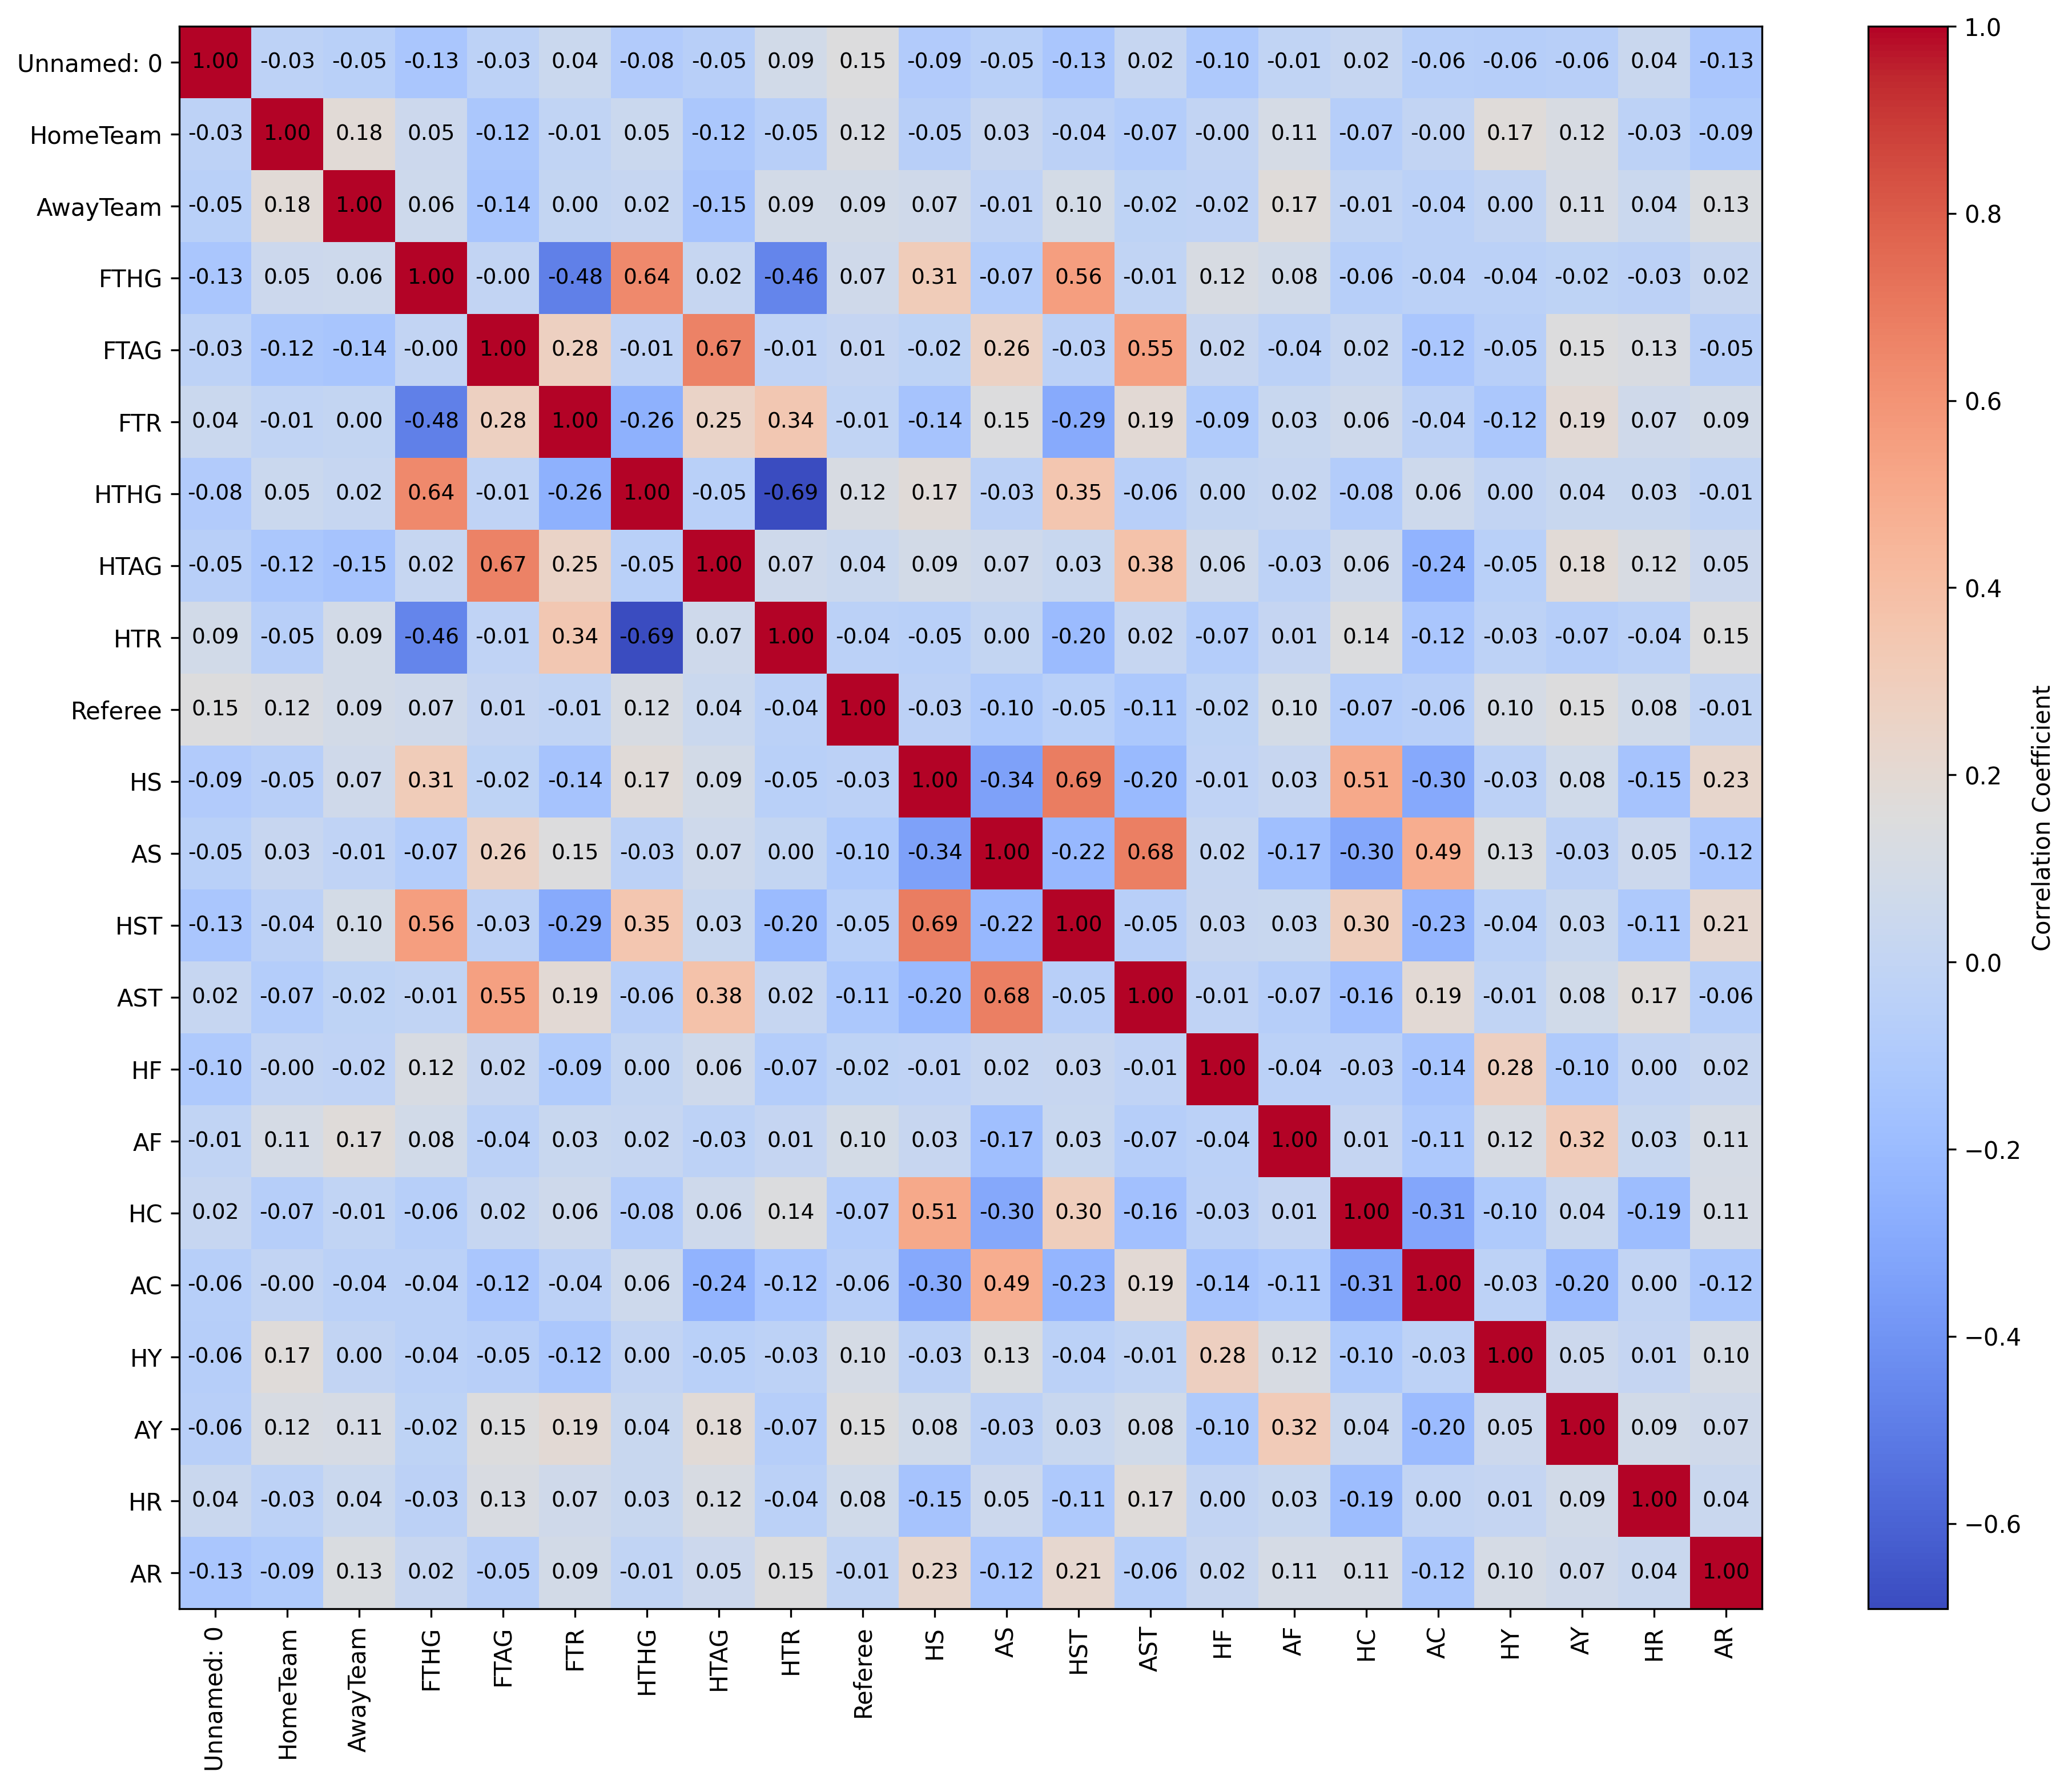 Unnamed: 0 1.00 -0.03 -0.05 -0.13 -0.03 0.04 -0.08 -0.05 0.09 0.15 -0.09 -0.05 -0.13 0.02 -0.10 -0.01 0.02 -0.06 -0.06 -0.06 0.04 -0.13
HomeTeam -0.03 1.00 0.18 0.05 -0.12 -0.01 0.05 -0.12 -0.05 0.12 -0.05 0.03 -0.04 -0.07 -0.00 0.11 -0.07 -0.00 0.17 0.12 -0.03 -0.09
AwayTeam -0.05 0.18 1.00 0.06 -0.14 0.00 0.02 -0.15 0.09 0.09 0.07 -0.01 0.10 -0.02 -0.02 0.17 -0.01 -0.04 0.00 0.11 0.04 0.13
FTHG -0.13 0.05 0.06 1.00 -0.00 -0.48 0.64 0.02 -0.46 0.07 0.31 -0.07 0.56 -0.01 0.12 0.08 -0.06 -0.04 -0.04 -0.02 -0.03 0.02
FTAG -0.03 -0.12 -0.14 -0.00 1.00 0.28 -0.01 0.67 -0.01 0.01 -0.02 0.26 -0.03 0.55 0.02 -0.04 0.02 -0.12 -0.05 0.15 0.13 -0.05
FTR 0.04 -0.01 0.00 -0.48 0.28 1.00 -0.26 0.25 0.34 -0.01 -0.14 0.15 -0.29 0.19 -0.09 0.03 0.06 -0.04 -0.12 0.19 0.07 0.09
HTHG -0.08 0.05 0.02 0.64 -0.01 -0.26 1.00 -0.05 -0.69 0.12 0.17 -0.03 0.35 -0.06 0.00 0.02 -0.08 0.06 0.00 0.04 0.03 -0.01
HTAG -0.05 -0.12 -0.15 0.02 0.67 0.25 -0.05 1.00 0.07 0.04 0.09 0.07 0.03 0.38 0.06 -0.03 0.06 -0.24 -0.05 0.18 0.12 0.05
HTR 0.09 -0.05 0.09 -0.46 -0.01 0.34 -0.69 0.07 1.00 -0.04 -0.05 0.00 -0.20 0.02 -0.07 0.01 0.14 -0.12 -0.03 -0.07 -0.04 0.15
Referee 0.15 0.12 0.09 0.07 0.01 -0.01 0.12 0.04 -0.04 1.00 -0.03 -0.10 -0.05 -0.11 -0.02 0.10 -0.07 -0.06 0.10 0.15 0.08 -0.01
HS -0.09 -0.05 0.07 0.31 -0.02 -0.14 0.17 0.09 -0.05 -0.03 1.00 -0.34 0.69 -0.20 -0.01 0.03 0.51 -0.30 -0.03 0.08 -0.15 0.23
AS -0.05 0.03 -0.01 -0.07 0.26 0.15 -0.03 0.07 0.00 -0.10 -0.34 1.00 -0.22 0.68 0.02 -0.17 -0.30 0.49 0.13 -0.03 0.05 -0.12
HST -0.13 -0.04 0.10 0.56 -0.03 -0.29 0.35 0.03 -0.20 -0.05 0.69 -0.22 1.00 -0.05 0.03 0.03 0.30 -0.23 -0.04 0.03 -0.11 0.21
AST 0.02 -0.07 -0.02 -0.01 0.55 0.19 -0.06 0.38 0.02 -0.11 -0.20 0.68 -0.05 1.00 -0.01 -0.07 -0.16 0.19 -0.01 0.08 0.17 -0.06
HF -0.10 -0.00 -0.02 0.12 0.02 -0.09 0.00 0.06 -0.07 -0.02 -0.01 0.02 0.03 -0.01 1.00 -0.04 -0.03 -0.14 0.28 -0.10 0.00 0.02
AF -0.01 0.11 0.17 0.08 -0.04 0.03 0.02 -0.03 0.01 0.10 0.03 -0.17 0.03 -0.07 -0.04 1.00 0.01 -0.11 0.12 0.32 0.03 0.11
HC 0.02 -0.07 -0.01 -0.06 0.02 0.06 -0.08 0.06 0.14 -0.07 0.51 -0.30 0.30 -0.16 -0.03 0.01 1.00 -0.31 -0.10 0.04 -0.19 0.11
AC -0.06 -0.00 -0.04 -0.04 -0.12 -0.04 0.06 -0.24 -0.12 -0.06 -0.30 0.49 -0.23 0.19 -0.14 -0.11 -0.31 1.00 -0.03 -0.20 0.00 -0.12
HY -0.06 0.17 0.00 -0.04 -0.05 -0.12 0.00 -0.05 -0.03 0.10 -0.03 0.13 -0.04 -0.01 0.28 0.12 -0.10 -0.03 1.00 0.05 0.01 0.10
AY -0.06 0.12 0.11 -0.02 0.15 0.19 0.04 0.18 -0.07 0.15 0.08 -0.03 0.03 0.08 -0.10 0.32 0.04 -0.20 0.05 1.00 0.09 0.07
HR 0.04 -0.03 0.04 -0.03 0.13 0.07 0.03 0.12 -0.04 0.08 -0.15 0.05 -0.11 0.17 0.00 0.03 -0.19 0.00 0.01 0.09 1.00 0.04
AR -0.13 -0.09 0.13 0.02 -0.05 0.09 -0.01 0.05 0.15 -0.01 0.23 -0.12 0.21 -0.06 0.02 0.11 0.11 -0.12 0.10 0.07 0.04 1.00
Unnamed: 0 HomeTeam AwayTeam FTHG FTAG FTR HTHG HTAG HTR Referee HS AS HST AST HF AF HC AC HY AY HR AR
1.0
0.8
0.6
0.4
0.2
0.0
−0.2
−0.4
−0.6
Correlation Coefficient